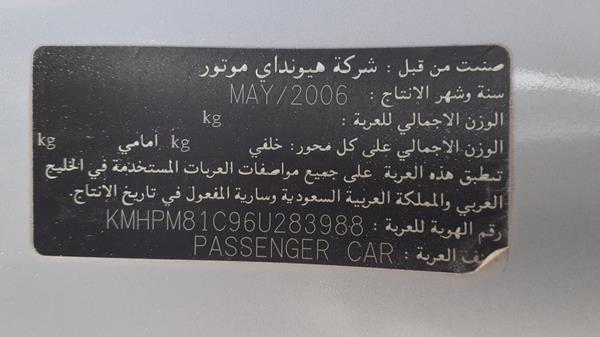 صنعت من قبل : شركة هيونداي موتور
سنة وشهر الانتاج : MAY/2006
الوزن الاجمالي للعربة : kg
الوزن الاجمالي على كل محور: خلفي kg أمامي kg
تنطبق هذه العربة على جميع مواصفات العربات المستخدمة في الخليج
العربي والمملكة العربية السعودية وسارية المفعول في تاريخ الانتاج.
رقم الهوية للعربة : KMHPM81C96U283988
العربة : PASSENGER CAR